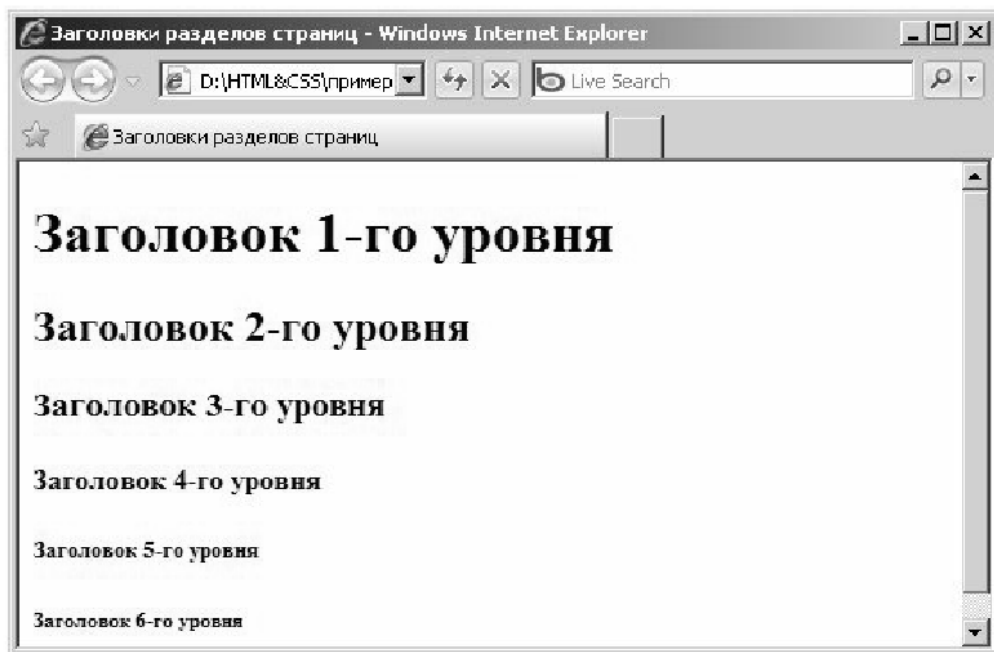 Заголовки разделов страниц - Windows Internet Explorer
D:\HTML&CSS\пример
Live Search
Заголовки разделов страниц
Заголовок 1-го уровня
Заголовок 2-го уровня
Заголовок 3-го уровня
Заголовок 4-го уровня
Заголовок 5-го уровня
Заголовок 6-го уровня